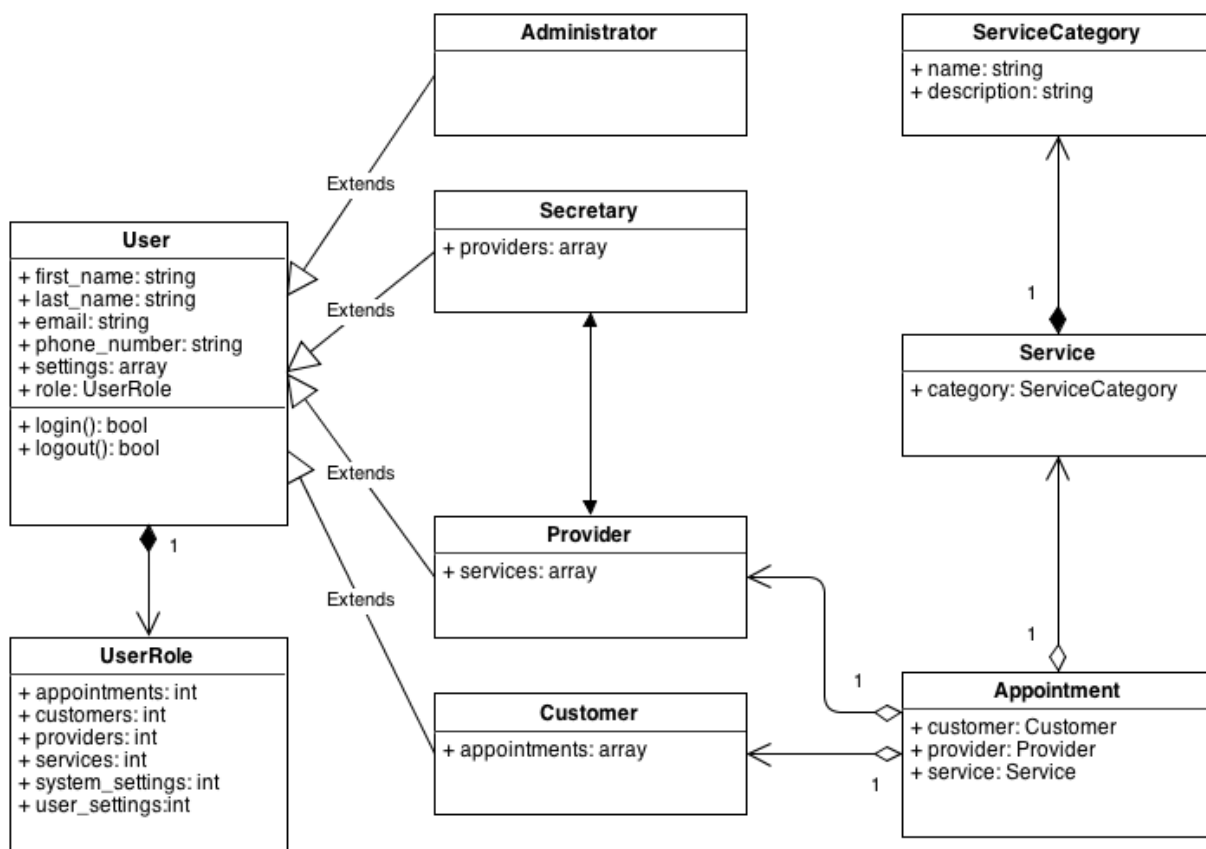 Administrator
ServiceCategory
+ name: string
+ description: string
Extends
Secretary
+ providers: array
User
+ first_name: string
+ last_name: string
+ email: string
+ phone_number: string
+ settings: array
+ role: UserRole
+ login(): bool
+ logout(): bool
Extends
1
Service
+ category: ServiceCategory
Extends
1
Provider
+ services: array
Extends
1
UserRole
+ appointments: int
+ customers: int
+ providers: int
+ services: int
+ system_settings: int
+ user_settings:int
Customer
+ appointments: array
1
1
Appointment
+ customer: Customer
+ provider: Provider
+ service: Service